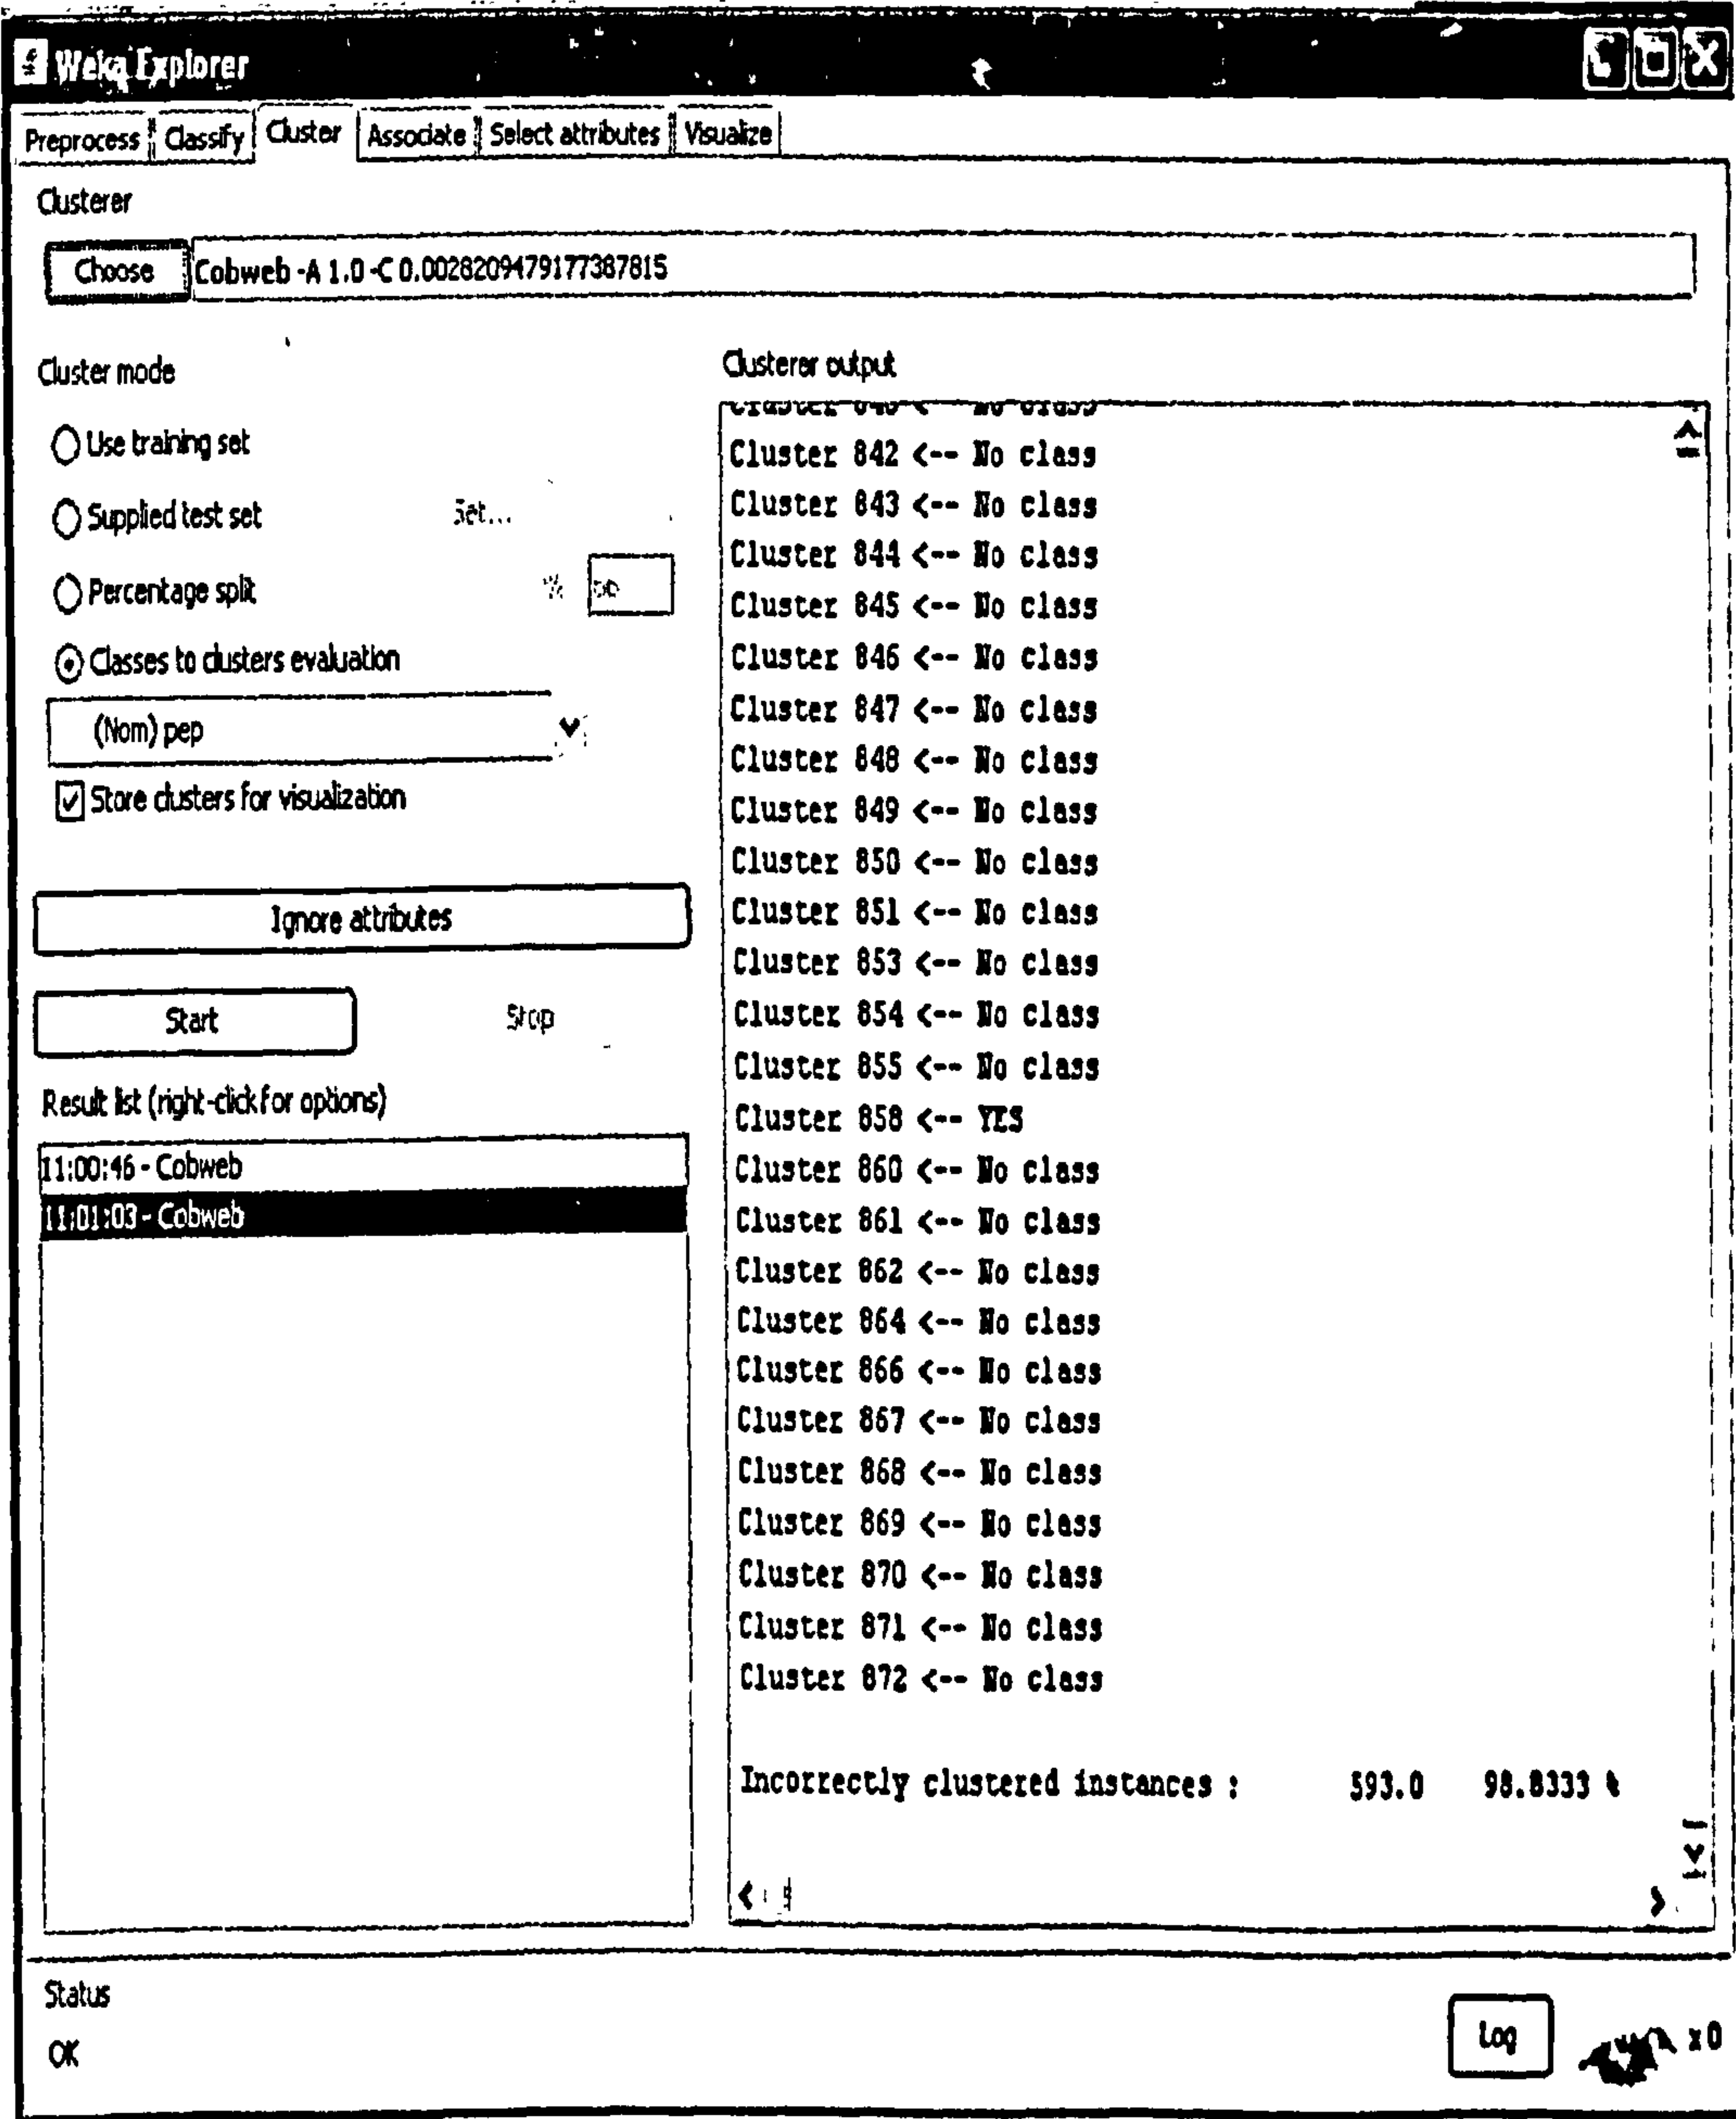 Weka Explorer
Preprocess Classify Cluster Associate Select attributes Visualize
Clusterer
Choose Cobweb -A 1.0 -C 0.0028209479177387815
Cluster mode
Use training set
Supplied test set Set...
Percentage split %
Classes to clusters evaluation
(Nom) pep
Store clusters for visualization
Ignore attributes
Start Stop
Result list (right-click for options)
11:00:46 - Cobweb
11:01:03 - Cobweb
Clusterer output
Cluster 842 <-- No class
Cluster 843 <-- No class
Cluster 844 <-- No class
Cluster 845 <-- No class
Cluster 846 <-- No class
Cluster 847 <-- No class
Cluster 848 <-- No class
Cluster 849 <-- No class
Cluster 850 <-- No class
Cluster 851 <-- No class
Cluster 853 <-- No class
Cluster 854 <-- No class
Cluster 855 <-- No class
Cluster 858 <-- YES
Cluster 860 <-- No class
Cluster 861 <-- No class
Cluster 862 <-- No class
Cluster 864 <-- No class
Cluster 866 <-- No class
Cluster 867 <-- No class
Cluster 868 <-- No class
Cluster 869 <-- No class
Cluster 870 <-- No class
Cluster 871 <-- No class
Cluster 872 <-- No class
Incorrectly clustered instances : 593.0 98.8333 %
Status
OK
Log x 0